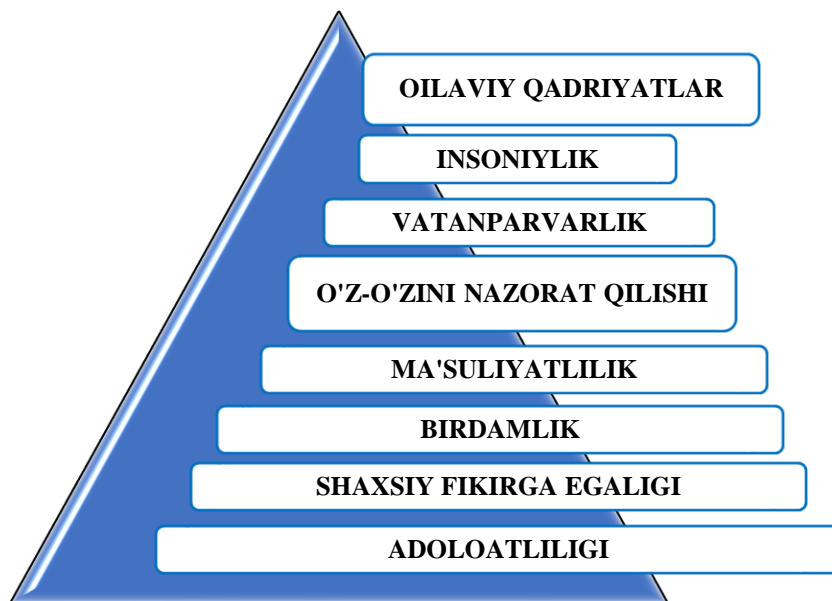 OILAVIY QADRIYATLAR
INSONIYLIK
VATANPARVARLIK
O'Z-O'ZINI NAZORAT QILISHI
MA'SULIYATLILIK
BIRDAMLIK
SHAXSIY FIKIRGA EGALIGI
ADOLOATLILIGI